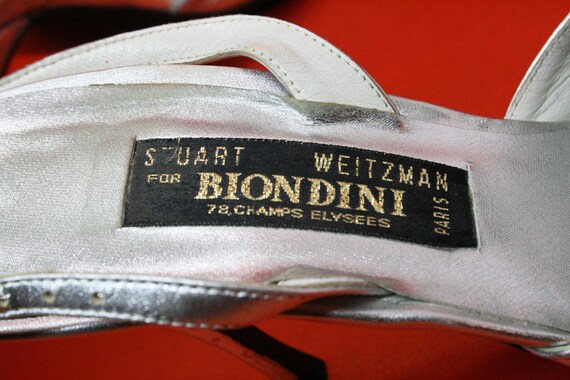 STUART WEITZMAN
FOR BIONDINI
78, CHAMPS ELYSEES
PARIS